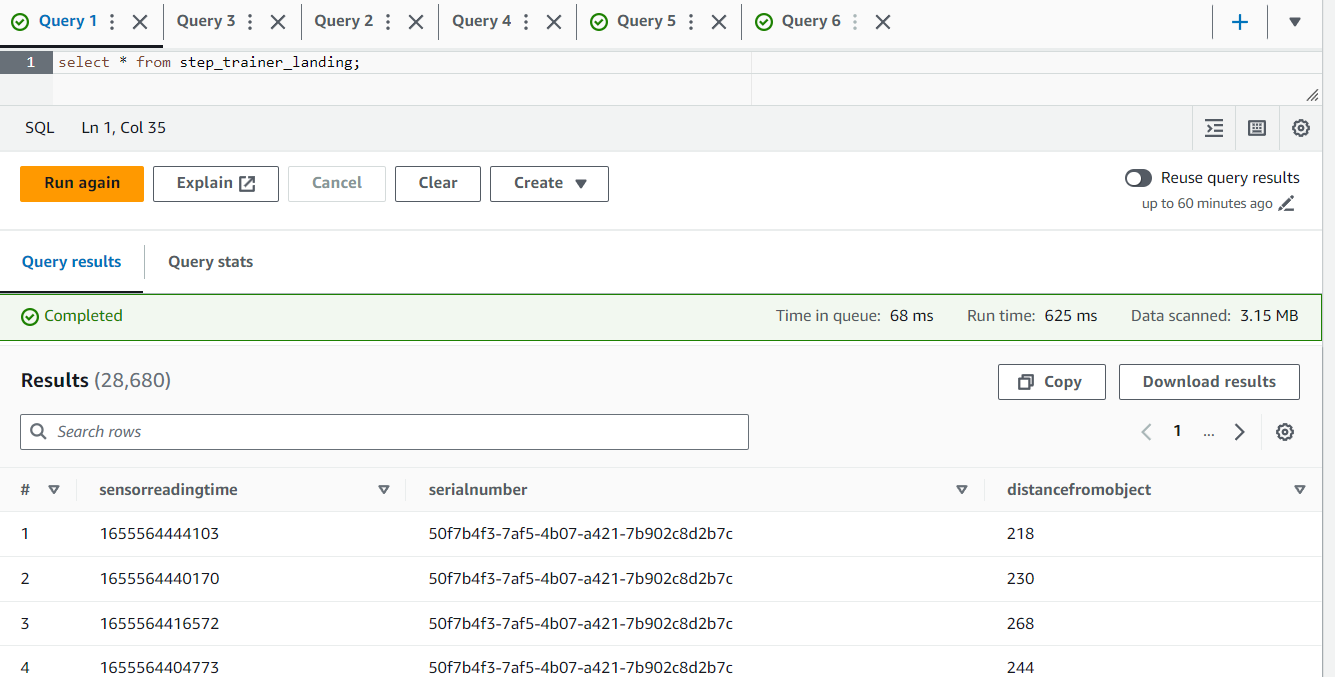 Query 1 Query 3 Query 2 Query 4 Query 5 Query 6
1 select * from step_trainer_landing;
SQL Ln 1, Col 35
Run again Explain Cancel Clear Create Reuse query results
up to 60 minutes ago
Query results Query stats
Completed Time in queue: 68 ms Run time: 625 ms Data scanned: 3.15 MB
Results (28,680) Copy Download results
Search rows 1 ...
# sensorreadingtime serialnumber distancefromobject
1 1655564444103 50f7b4f3-7af5-4b07-a421-7b902c8d2b7c 218
2 1655564440170 50f7b4f3-7af5-4b07-a421-7b902c8d2b7c 230
3 1655564416572 50f7b4f3-7af5-4b07-a421-7b902c8d2b7c 268
4 1655564404773 50f7b4f3-7af5-4b07-a421-7b902c8d2b7c 244